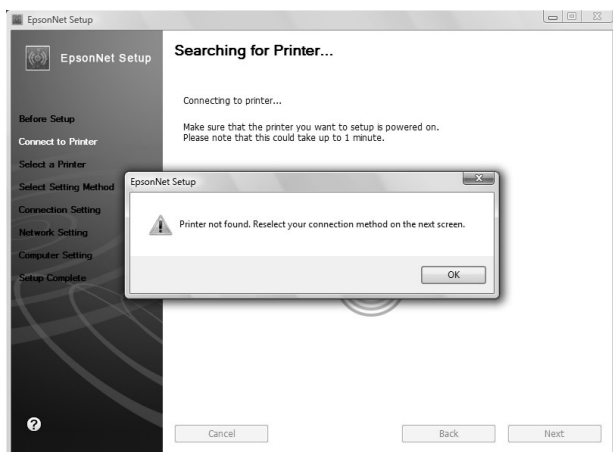 EpsonNet Setup
EpsonNet Setup
Searching for Printer...
Connecting to printer...
Make sure that the printer you want to setup is powered on.
Please note that this could take up to 1 minute.
Before Setup
Connect to Printer
Select a Printer
Select Setting Method
Connection Setting
Network Setting
Computer Setting
Setup Complete
EpsonNet Setup
Printer not found. Reselect your connection method on the next screen.
OK
?
Cancel
Back
Next